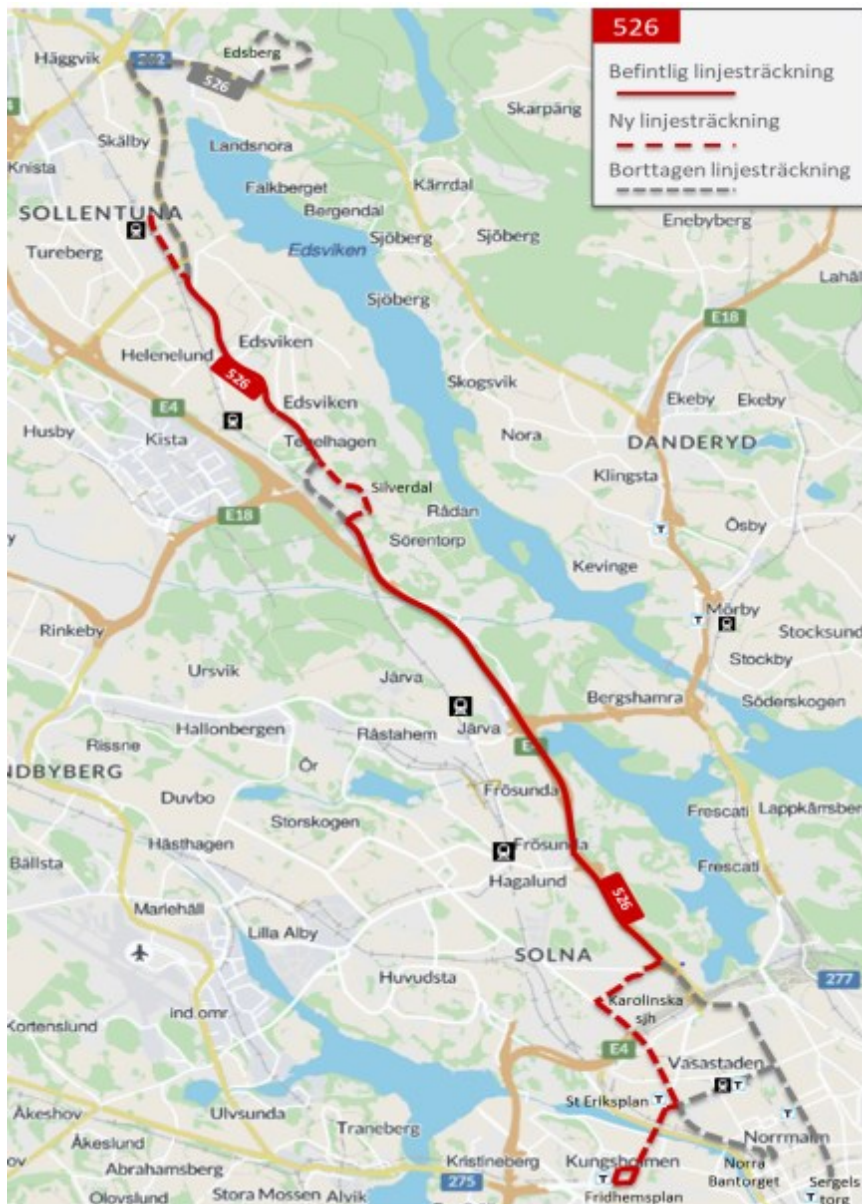 526
Befintlig linjesträckning
Ny linjesträckning
Borttagen linjesträckning
Edsberg
Häggvik
262
526
Skarpäng
Skälby
Landsnora
Knista
Falkberget
Kärrdal
SOLLENTUNA
Bergendal
Enebyberg
Tureberg
Sjöberg
Sjöberg
Edsviken
Sjöberg
E18
Helenelund
Edsviken
526
Skogsvik
E4
Edsviken
Ekeby
Ekeby
Husby
Kista
Tegelhagen
Nora
DANDERYD
Silverdal
Klingsta
E18
Rådan
T
Ösby
Sörentorp
Kevinge
Rinkeby
T
Mörby
Stocksund
Ursvik
Järva
Stockby
Bergshamra
Söderskogen
Hallonbergen
Råstahem
Järva
Rissne
NDBYBERG
Ör
Frösunda
Duvbo
Storskogen
Frescati
Lappkärrsber
Hästhagen
Frösunda
Bällsta
Hagalund
Frescati
526
Mariehäll
Lilla Alby
SOLNA
Huvudsta
277
Karolinska
sjh
Kortenslund
ind.omr.
E4
Vasastaden
T
St Eriksplan
T
Åkeshov
Ulvsunda
T
Traneberg
Norrmalm
Åkeslund
Kristineberg
Kungsholmen
Norra
Bantorget
Abrahamsberg
275
T
Sergels
torg
Olovslund
Stora Mossen
Alvik
Fridhemsplan
T